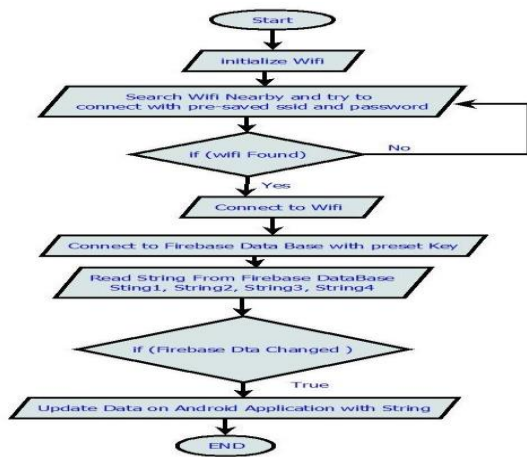 Start
initialize Wifi
Search Wifi Nearby and try to
connect with pre-saved ssid and password
if (wifi Found)
No
Yes
Connect to Wifi
Connect to Firebase Data Base with preset Key
Read String From Firebase DataBase
Sting1, String2, String3, String4
if (Firebase Dta Changed )
True
Update Data on Android Application with String
END